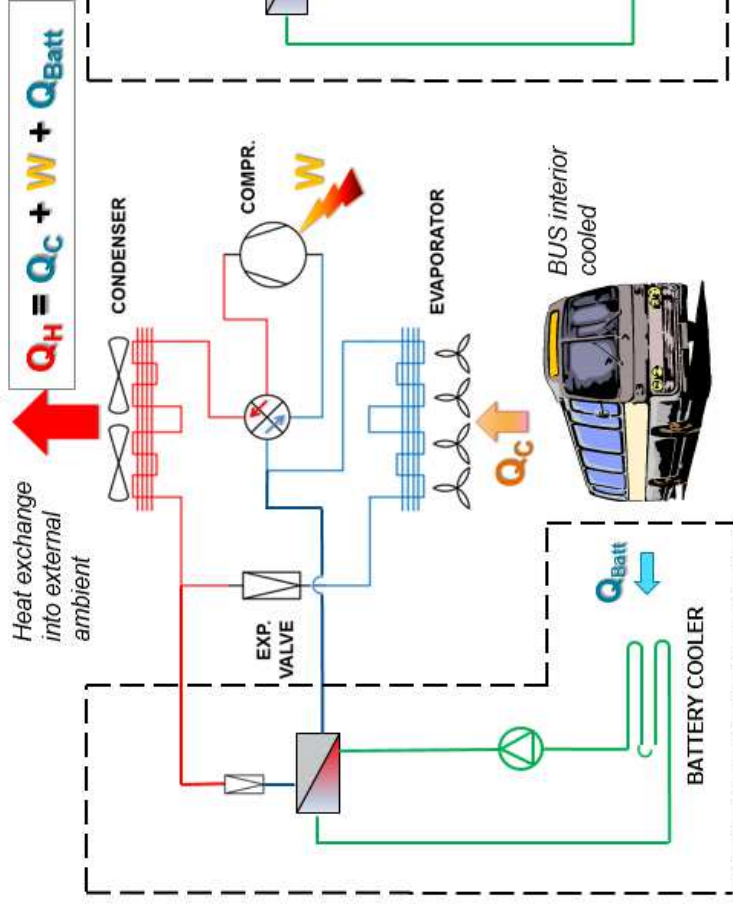 Q_H = Q_C + W + Q_Batt
Heat exchange
into external
ambient
CONDENSER
COMPR.
W
EXP.
VALVE
EVAPORATOR
Q_C
BUS interior
cooled
Q_Batt
BATTERY COOLER